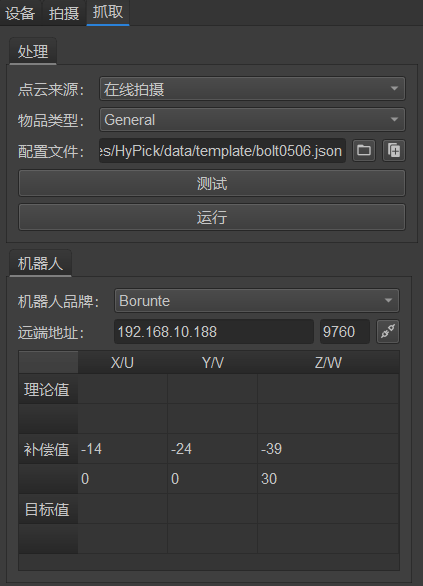 设备 拍摄 抓取
处理
点云来源: 在线拍摄
物品类型: General
配置文件: es/HyPick/data/template/bolt0506.json
测试
运行
机器人
机器人品牌: Borunte
远端地址: 192.168.10.188 9760
X/U Y/V Z/W
理论值
补偿值 -14 -24 -39
0 0 30
目标值